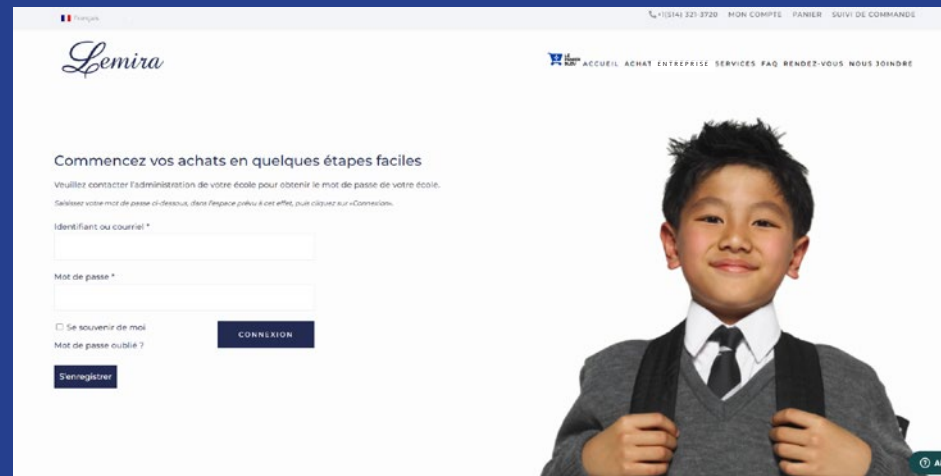 Français
+1(514) 321-3720 MON COMPTE PANIER SUIVI DE COMMANDE
Lemira
LE PANIER BLEU
ACCUEIL ACHAT ENTREPRISE SERVICES FAQ RENDEZ-VOUS NOUS JOINDRE
Commencez vos achats en quelques étapes faciles
Veuillez contacter l'administration de votre école pour obtenir le mot de passe de votre école.
Saisissez votre mot de passe ci-dessous, dans l'espace prévu à cet effet, puis cliquez sur «Connexion».
Identifiant ou courriel *
Mot de passe *
Se souvenir de moi
CONNEXION
Mot de passe oublié ?
S'enregistrer